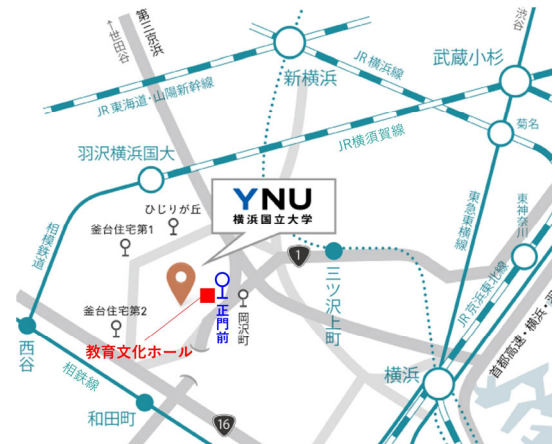 第三京浜
←世田谷
渋谷
新横浜
JR横浜線
武蔵小杉
JR東海道・山陽新幹線
JR横須賀線
菊名
羽沢横浜国大
YNU
横浜国立大学
ひじりが丘
釜台住宅第1
相模鉄道
東急東横線
東神奈川
1
三ツ沢上町
JR京浜東北線
正門前
岡沢町
釜台住宅第2
教育文化ホール
西谷
相鉄線
横浜
首都高速・横浜・羽
和田町
16